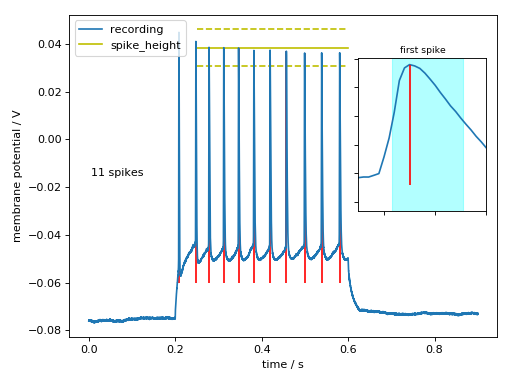 recording
spike_height
first spike
11 spikes
membrane potential / V
0.04
0.02
0.00
−0.02
−0.04
−0.06
−0.08
0.0 0.2 0.4 0.6 0.8
time / s